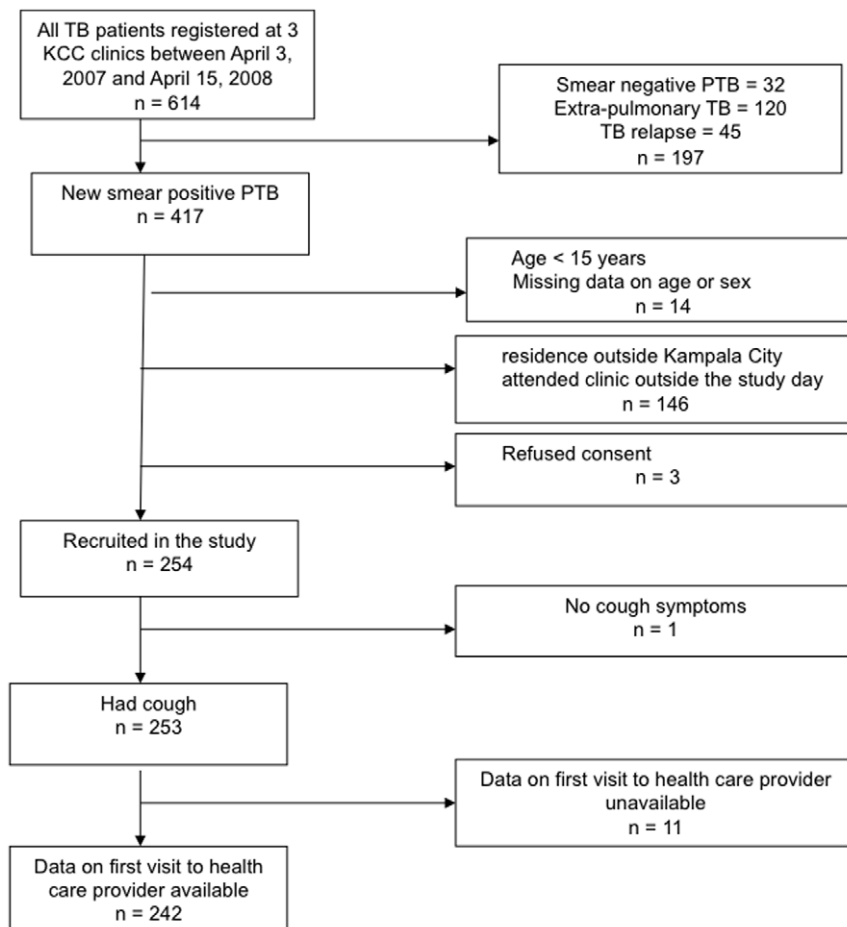 All TB patients registered at 3
KCC clinics between April 3,
2007 and April 15, 2008
n = 614
Smear negative PTB = 32
Extra-pulmonary TB = 120
TB relapse = 45
n = 197
New smear positive PTB
n = 417
Age < 15 years
Missing data on age or sex
n = 14
residence outside Kampala City
attended clinic outside the study day
n = 146
Refused consent
n = 3
Recruited in the study
n = 254
No cough symptoms
n = 1
Had cough
n = 253
Data on first visit to health care provider
unavailable
n = 11
Data on first visit to health
care provider available
n = 242